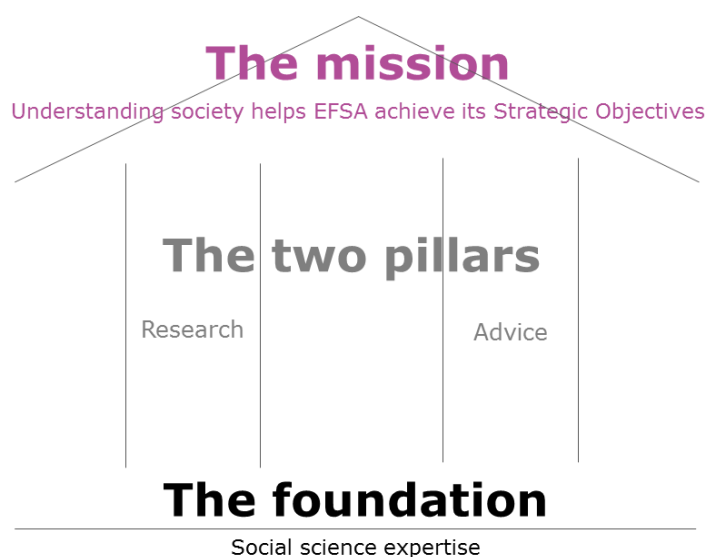 The mission
Understanding society helps EFSA achieve its Strategic Objectives
The two pillars
Research
Advice
The foundation
Social science expertise